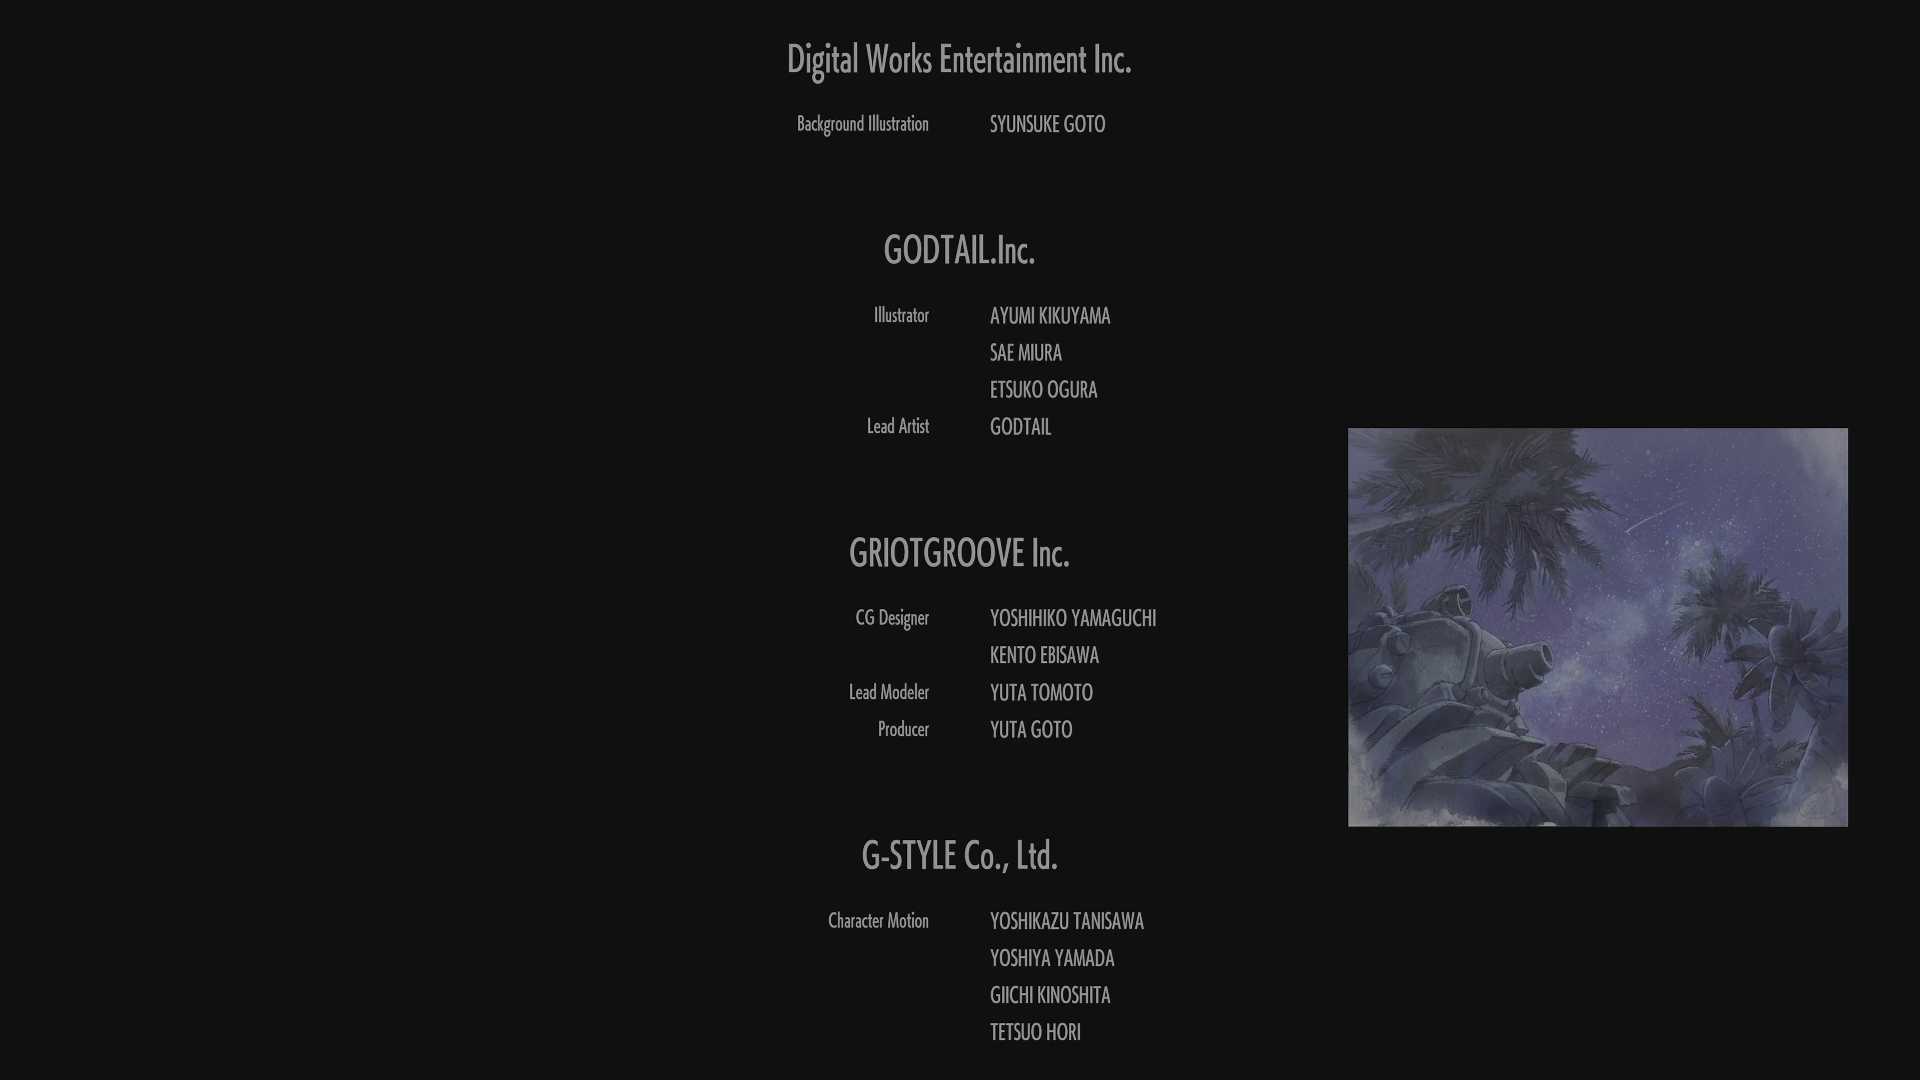 Digital Works Entertainment Inc.
Background Illustration SYUNSUKE GOTO
GODTAIL.Inc.
Illustrator AYUMI KIKUYAMA
SAE MIURA
ETSUKO OGURA
Lead Artist GODTAIL
GRIOTGROOVE Inc.
CG Designer YOSHIHIKO YAMAGUCHI
KENTO EBISAWA
Lead Modeler YUTA TOMOTO
Producer YUTA GOTO
G-STYLE Co., Ltd.
Character Motion YOSHIKAZU TANISAWA
YOSHIYA YAMADA
GIICHI KINOSHITA
TETSUO HORI